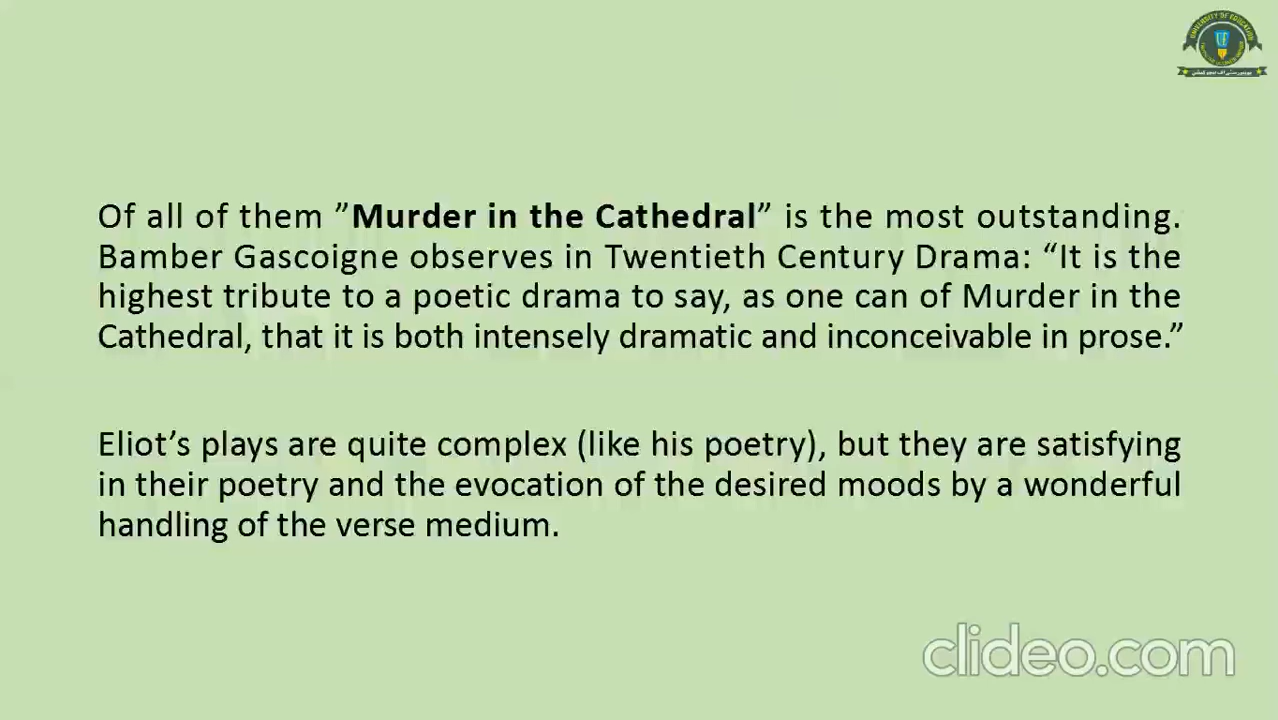 UNIVERSITY OF EDUCATION
Of all of them ”Murder in the Cathedral” is the most outstanding.
Bamber Gascoigne observes in Twentieth Century Drama: “It is the
highest tribute to a poetic drama to say, as one can of Murder in the
Cathedral, that it is both intensely dramatic and inconceivable in prose.”
Eliot’s plays are quite complex (like his poetry), but they are satisfying
in their poetry and the evocation of the desired moods by a wonderful
handling of the verse medium.
clideo.com